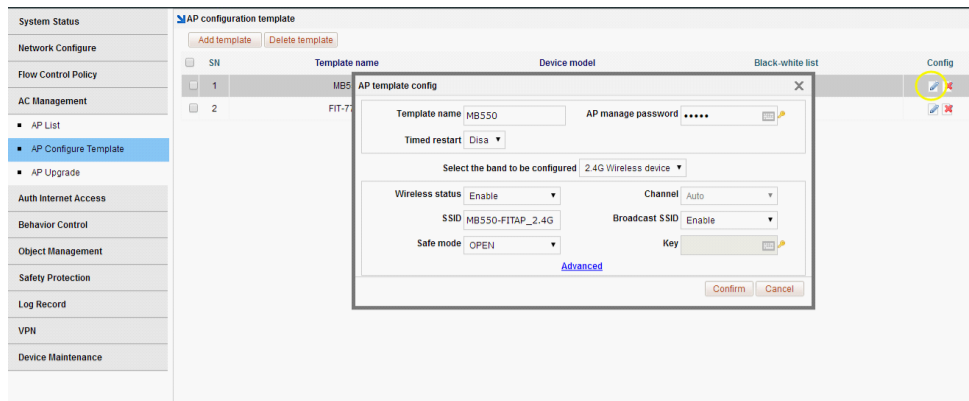 System Status
Network Configure
Flow Control Policy
AC Management
AP List
AP Configure Template
AP Upgrade
Auth Internet Access
Behavior Control
Object Management
Safety Protection
Log Record
VPN
Device Maintenance
AP configuration template
Add template Delete template
SN Template name Device model Black-white list Config
1 MB5
2 FIT-77
AP template config
Template name MB550 AP manage password •••••
Timed restart Disa
Select the band to be configured 2.4G Wireless device
Wireless status Enable Channel Auto
SSID MB550-FITAP_2.4G Broadcast SSID Enable
Safe mode OPEN Key
Advanced
Confirm Cancel